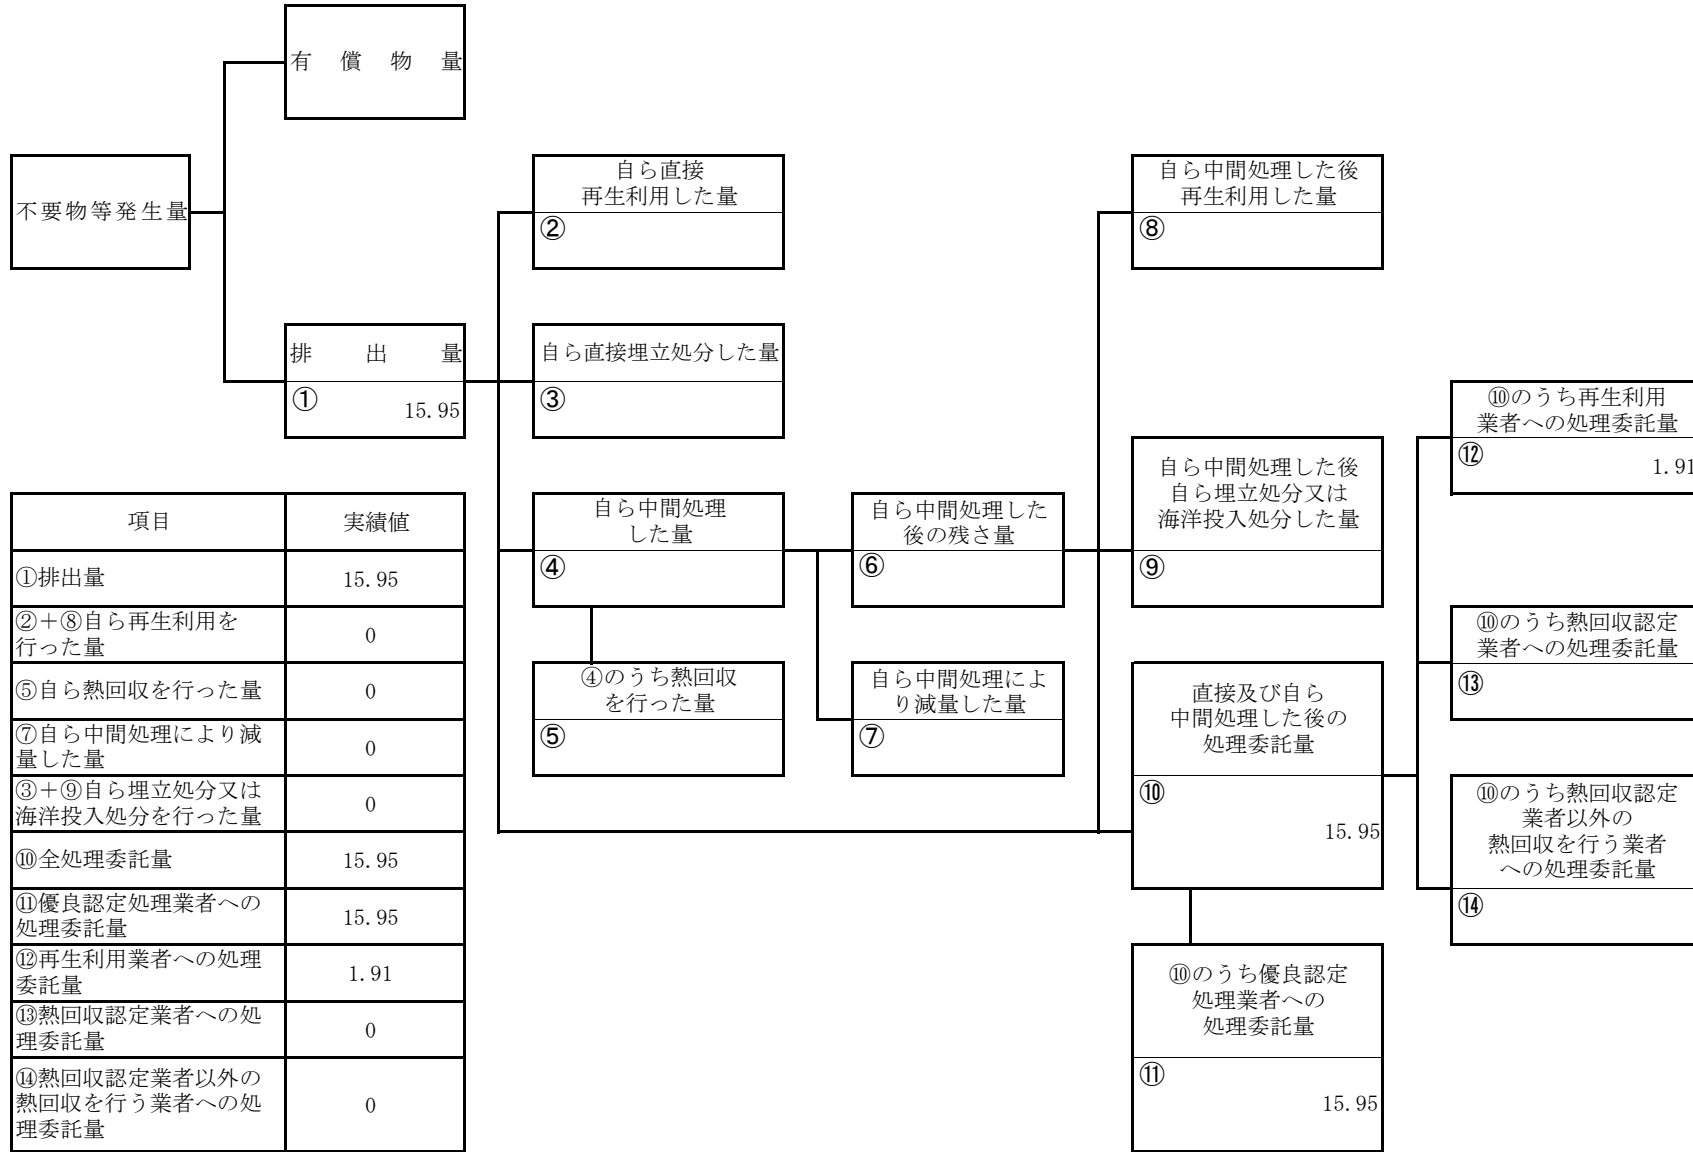 有償物量
不要物等発生量
自ら直接
再生利用した量
②
自ら中間処理した後
再生利用した量
⑧
排出量
① 15.95
自ら直接埋立処分した量
③
⑩のうち再生利用
業者への処理委託量
⑫ 1.91
自ら中間処理
した量
④
自ら中間処理した
後の残さ量
⑥
自ら中間処理した後
自ら埋立処分又は
海洋投入処分した量
⑨
④のうち熱回収
を行った量
⑤
自ら中間処理によ
り減量した量
⑦
直接及び自ら
中間処理した後の
処理委託量
⑩
15.95
⑩のうち熱回収認定
業者への処理委託量
⑬
⑩のうち熱回収認定
業者以外の
熱回収を行う業者
への処理委託量
⑭
⑩のうち優良認定
処理業者への
処理委託量
⑪
15.95
項目 実績値
①排出量 15.95
②+⑧自ら再生利用を
行った量 0
⑤自ら熱回収を行った量 0
⑦自ら中間処理により減
量した量 0
③+⑨自ら埋立処分又は
海洋投入処分を行った量 0
⑩全処理委託量 15.95
⑪優良認定処理業者への
処理委託量 15.95
⑫再生利用業者への処理
委託量 1.91
⑬熱回収認定業者への処
理委託量 0
⑭熱回収認定業者以外の
熱回収を行う業者への処
理委託量 0